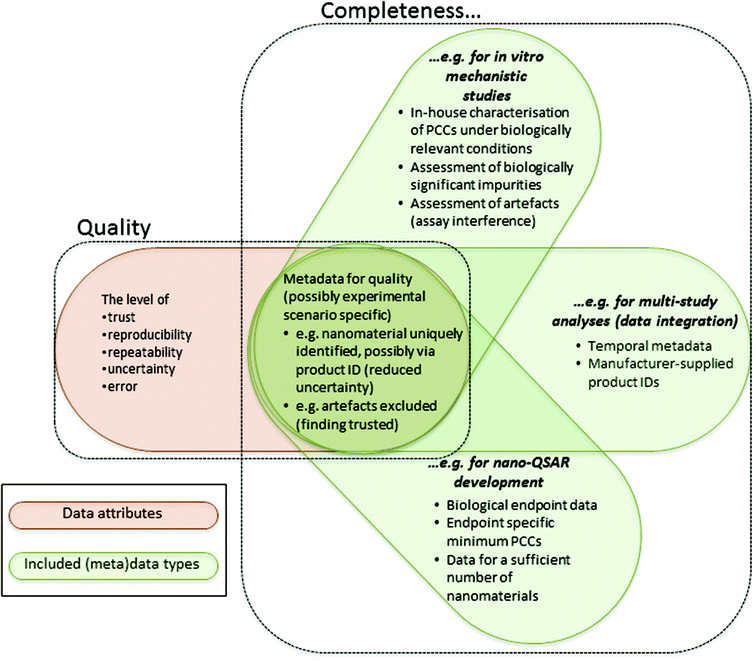 Completeness...
...e.g. for in vitro
mechanistic
studies
• In-house characterisation
of PCCs under biologically
relevant conditions
• Assessment of biologically
significant impurities
• Assessment of artefacts
(assay interference)
Quality
The level of
•trust
•reproducibility
•repeatability
•uncertainty
•error
Metadata for quality
(possibly experimental
scenario specific)
• e.g. nanomaterial uniquely
identified, possibly via
product ID (reduced
uncertainty)
• e.g. artefacts excluded
(finding trusted)
...e.g. for multi-study
analyses (data integration)
• Temporal metadata
• Manufacturer-supplied
product IDs
...e.g. for nano-QSAR
development
• Biological endpoint data
• Endpoint specific
minimum PCCs
• Data for a sufficient
number of
nanomaterials
Data attributes
Included (meta)data types